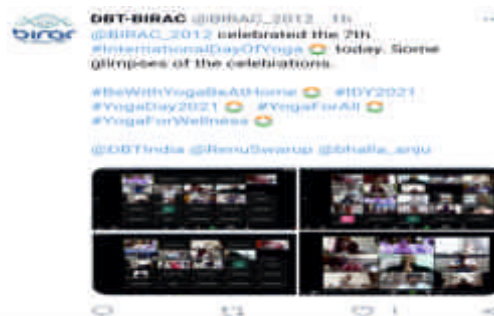 birac
DBT-BIRAC @BIRAC_2012 1h
@BIRAC_2012 celebrated the 7th
#InternationalDayOfYoga today. Some
glimpses of the celebrations.
#BeWithYogaBeAtHome #IDY2021
#YogaDay2021 #YogaForAll
#YogaForWellness
@DBTIndia @RenuSwarup @bhalla_anju
1